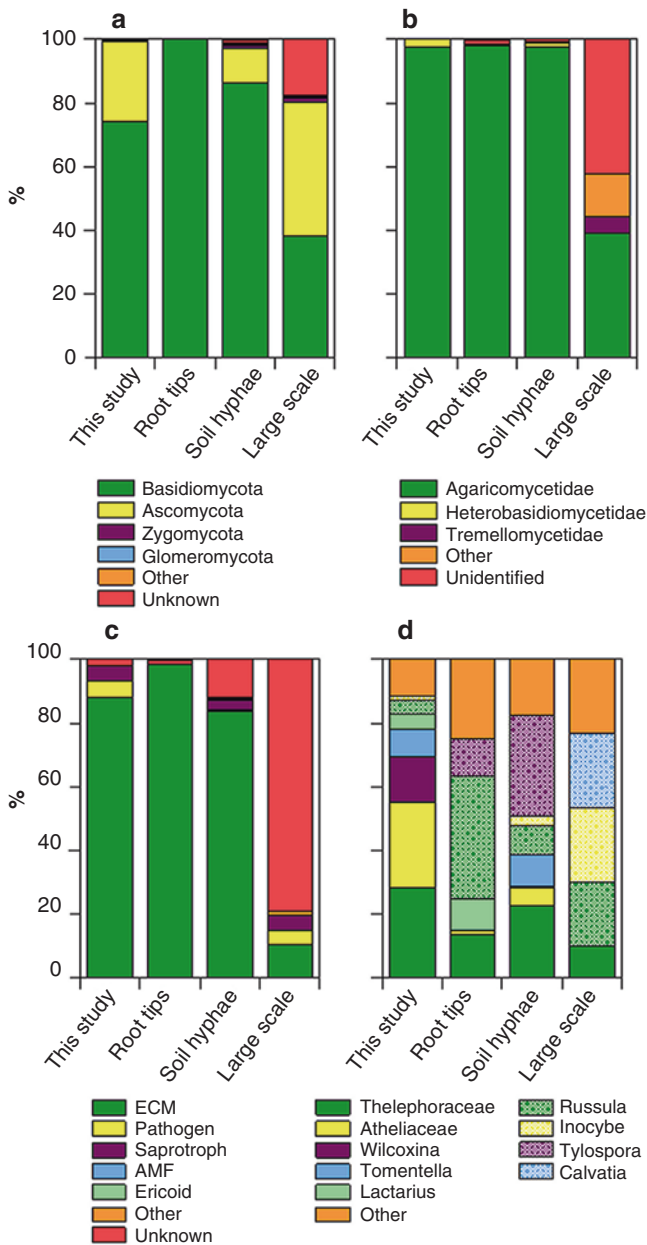 a
b
100
80
60
40
20
0
%
This study
Root tips
Soil hyphae
Large scale
This study
Root tips
Soil hyphae
Large scale
Basidiomycota
Ascomycota
Zygomycota
Glomeromycota
Other
Unknown
Agaricomycetidae
Heterobasidiomycetidae
Tremellomycetidae
Other
Unidentified
c
d
100
80
60
40
20
0
%
This study
Root tips
Soil hyphae
Large scale
This study
Root tips
Soil hyphae
Large scale
ECM
Pathogen
Saprotroph
AMF
Ericoid
Other
Unknown
Thelephoraceae
Atheliaceae
Wilcoxina
Tomentella
Lactarius
Other
Russula
Inocybe
Tylospora
Calvatia